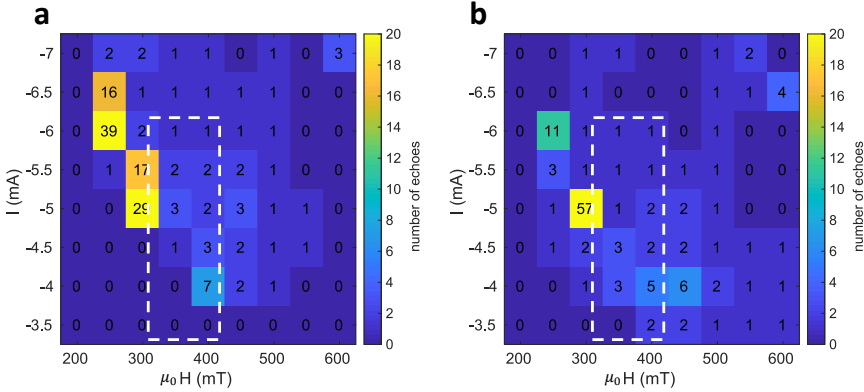 a
-7 0 2 2 1 1 0 1 0 3
-6.5 0 16 1 1 1 1 1 0 0
-6 0 39 2 1 1 1 1 0 0
-5.5 0 1 17 2 2 2 1 0 0
-5 0 0 29 3 2 3 1 1 0
-4.5 0 0 0 1 3 2 1 1 0
-4 0 0 0 0 7 2 1 0 0
-3.5 0 0 0 0 0 0 0 0 0
200 300 400 500 600
I (mA)
μ₀ H (mT)
20
18
16
14
12
10
8
6
4
2
0
number of echoes
b
-7 0 0 1 1 0 0 1 2 0
-6.5 0 0 1 0 0 0 1 1 4
-6 0 11 1 1 1 0 1 0 0
-5.5 0 3 1 1 1 1 1 0 0
-5 0 1 57 1 2 2 1 0 0
-4.5 0 1 2 3 2 2 1 1 1
-4 0 0 1 3 5 6 2 1 1
-3.5 0 0 0 0 2 2 1 1 1
200 300 400 500 600
I (mA)
μ₀ H (mT)
20
18
16
14
12
10
8
6
4
2
0
number of echoes